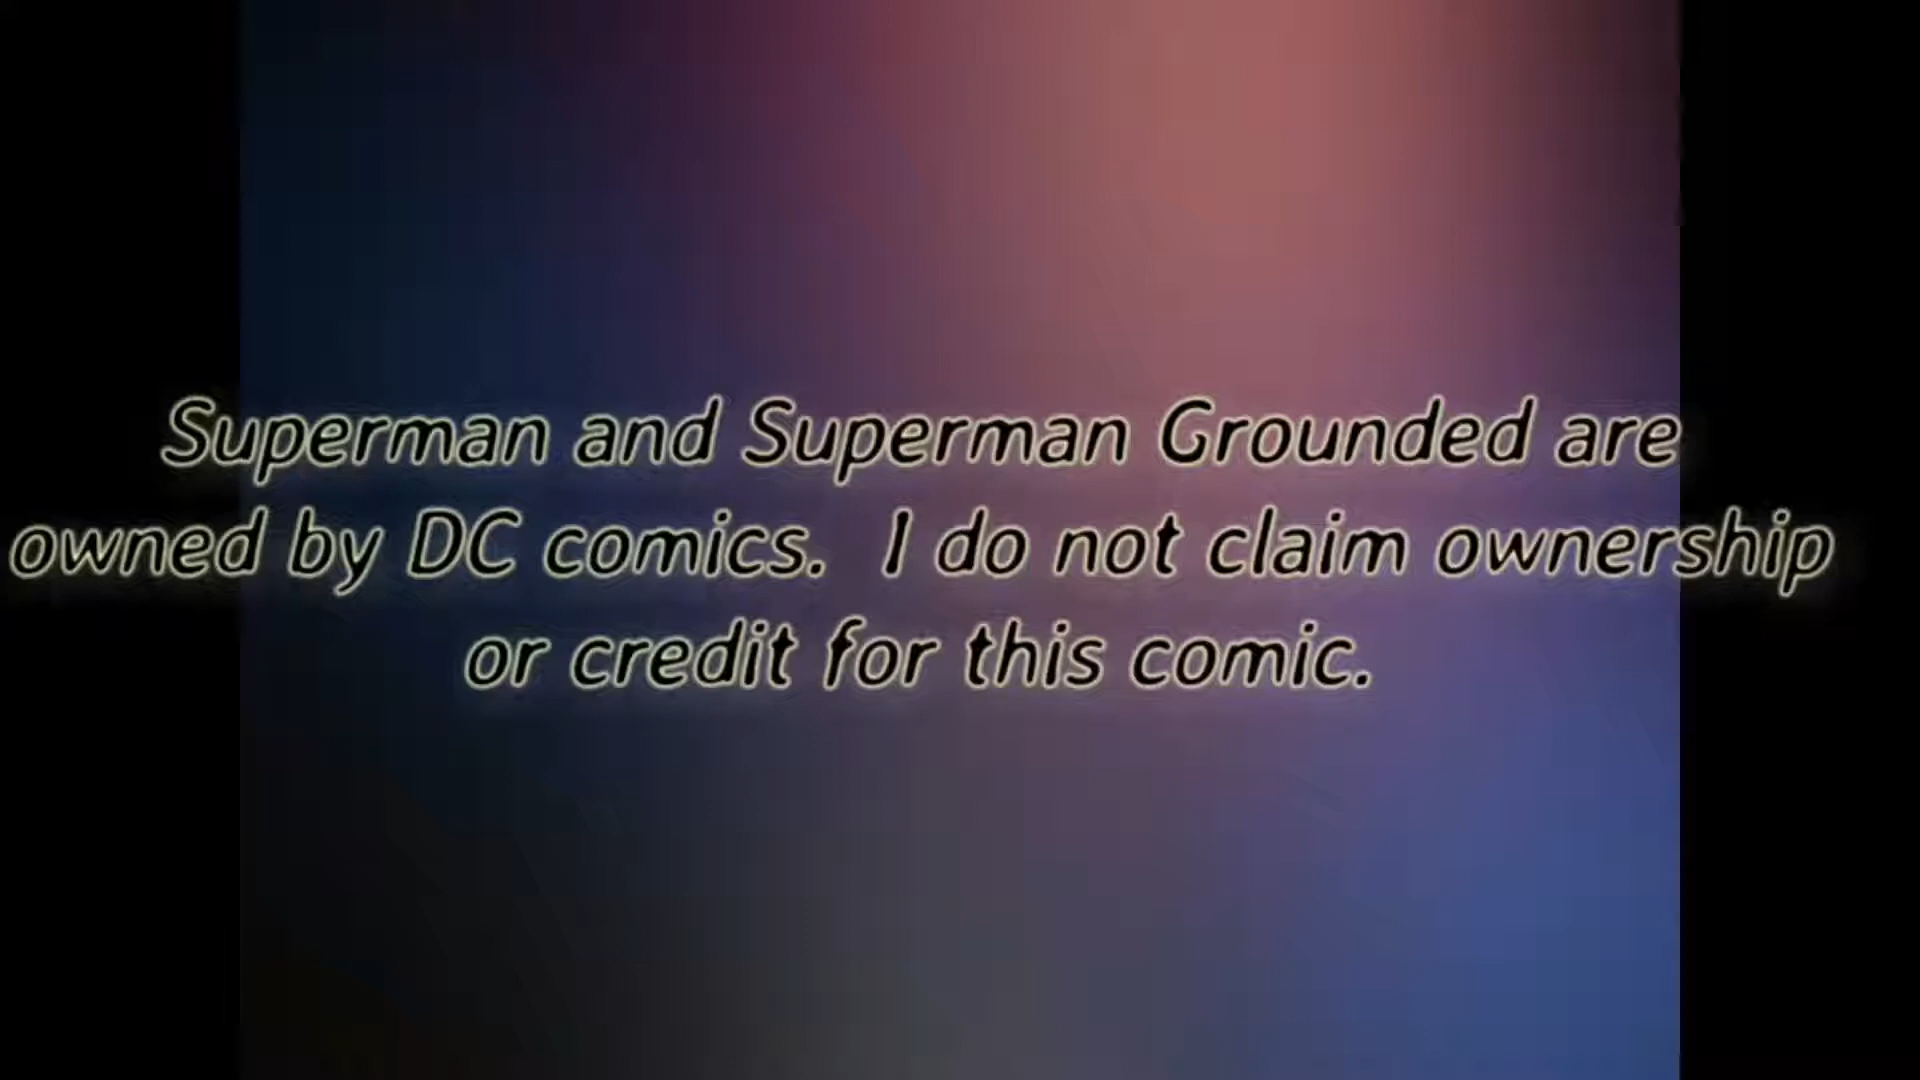 Superman and Superman Grounded are
owned by DC comics.  I do not claim ownership
or credit for this comic.